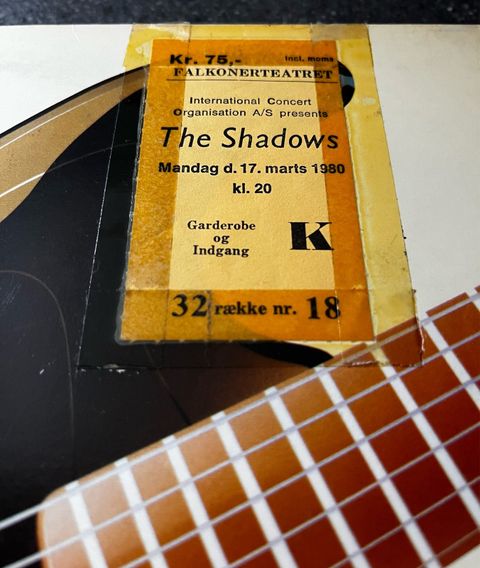 Kr. 75,- incl. moms
FALKONERTEATRET
International Concert
Organisation A/S presents
The Shadows
Mandag d. 17. marts 1980
kl. 20
Garderobe
og
Indgang
K
32 række nr. 18